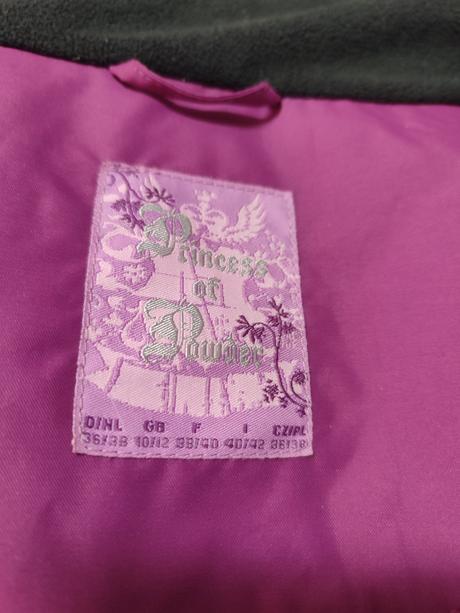 Princess
of
Powder
D/NL GB F I CZ/PL
36/38 10/12 38/40 40/42 36/38